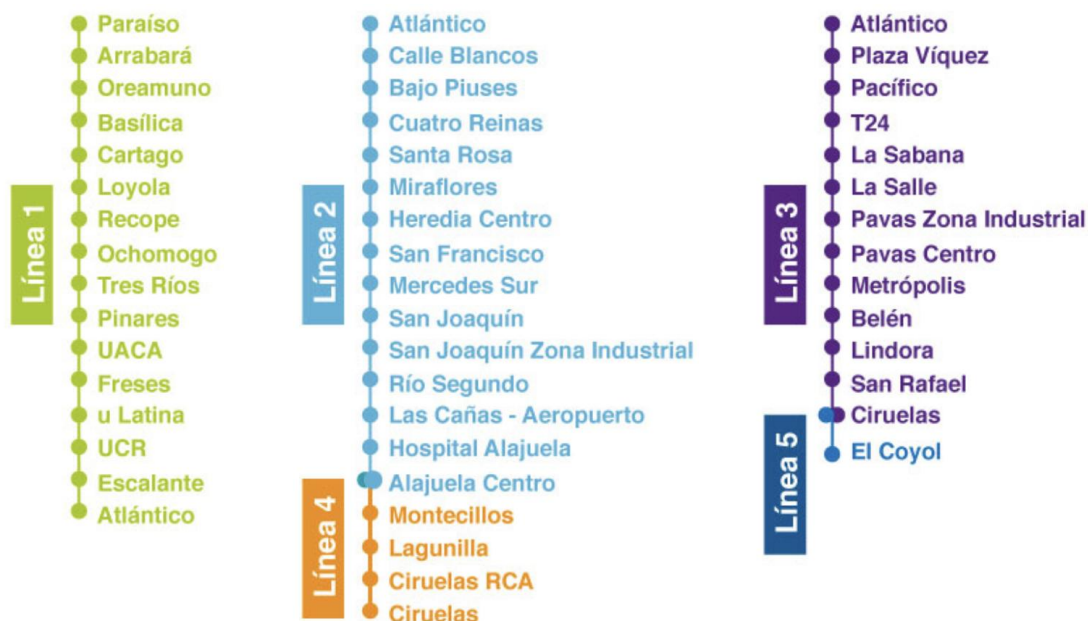 Línea 1
Paraíso
Arrabará
Oreamuno
Basílica
Cartago
Loyola
Recope
Ochomogo
Tres Ríos
Pinares
UACA
Freses
u Latina
UCR
Escalante
Atlántico
Línea 2
Atlántico
Calle Blancos
Bajo Piuses
Cuatro Reinas
Santa Rosa
Miraflores
Heredia Centro
San Francisco
Mercedes Sur
San Joaquín
San Joaquín Zona Industrial
Río Segundo
Las Cañas - Aeropuerto
Hospital Alajuela
Alajuela Centro
Línea 4
Montecillos
Lagunilla
Ciruelas RCA
Ciruelas
Línea 3
Atlántico
Plaza Víquez
Pacífico
T24
La Sabana
La Salle
Pavas Zona Industrial
Pavas Centro
Metrópolis
Belén
Lindora
San Rafael
Ciruelas
Línea 5
El Coyol